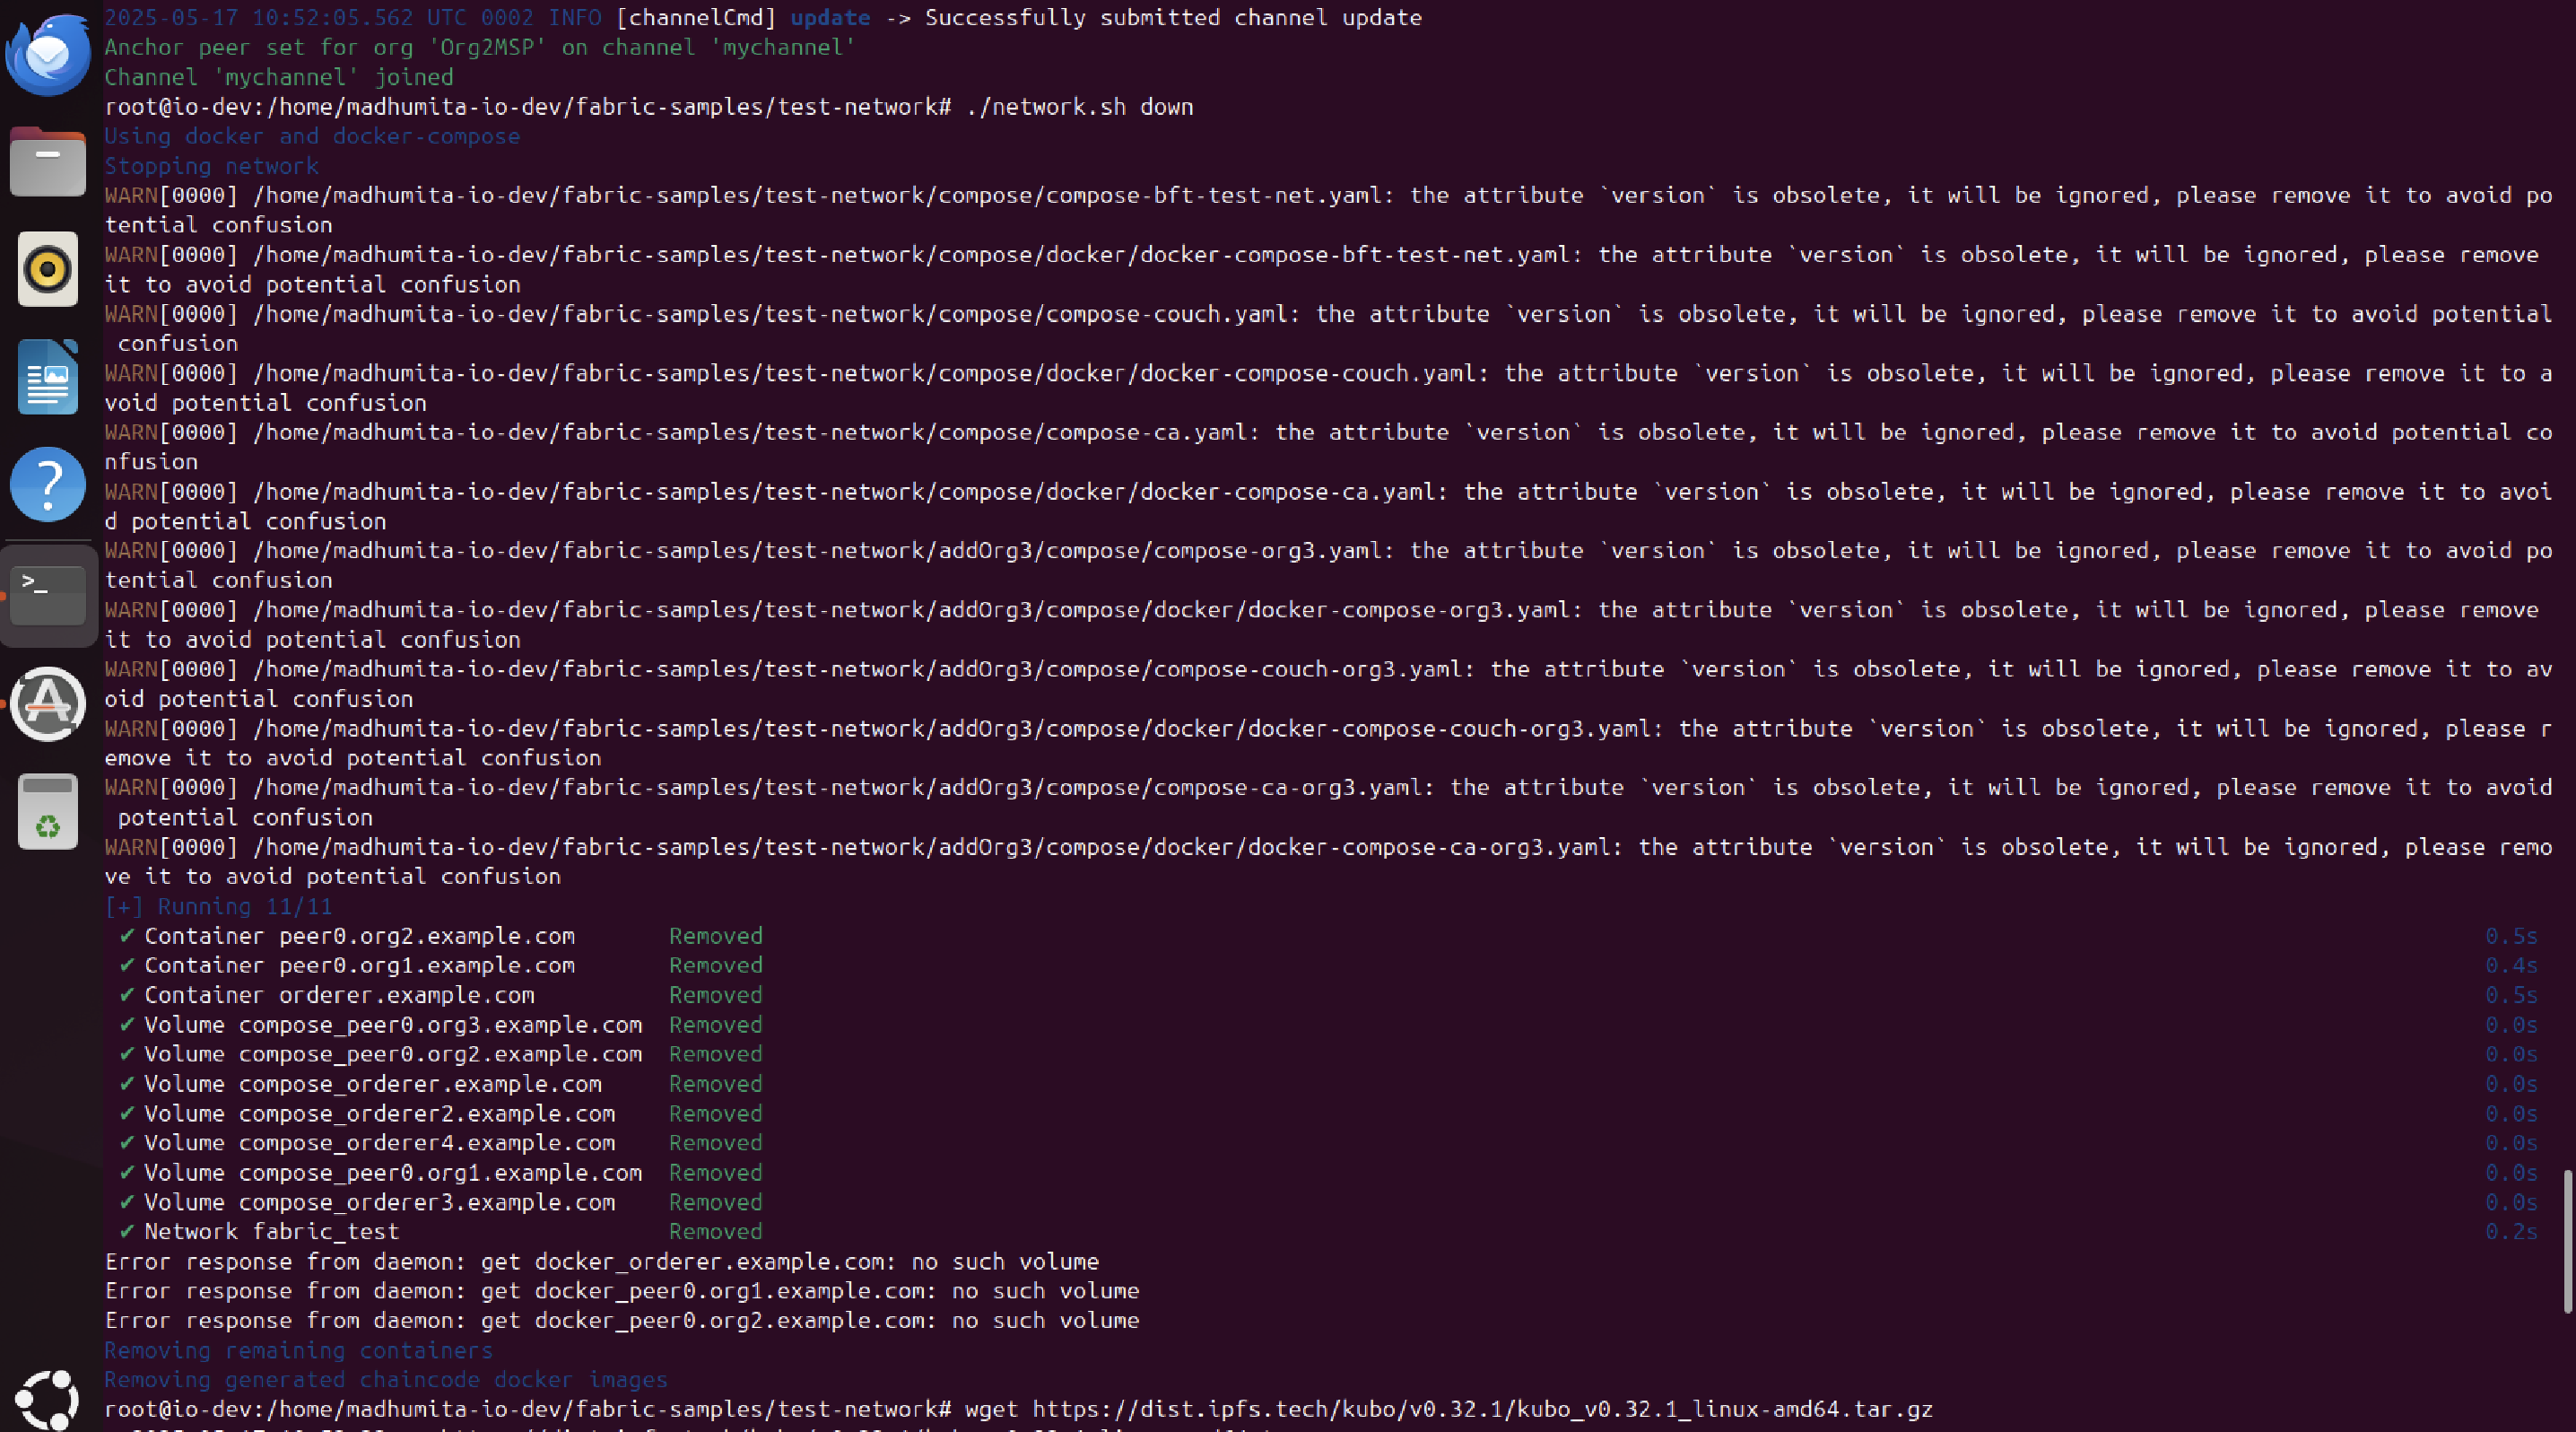 2025-05-17 10:52:05.562 UTC 0002 INFO [channelCmd] update -> Successfully submitted channel update
Anchor peer set for org 'Org2MSP' on channel 'mychannel'
Channel 'mychannel' joined
root@io-dev:/home/madhumita-io-dev/fabric-samples/test-network# ./network.sh down
Using docker and docker-compose
Stopping network
WARN[0000] /home/madhumita-io-dev/fabric-samples/test-network/compose/compose-bft-test-net.yaml: the attribute `version` is obsolete, it will be ignored, please remove it to avoid po
tential confusion
WARN[0000] /home/madhumita-io-dev/fabric-samples/test-network/compose/docker/docker-compose-bft-test-net.yaml: the attribute `version` is obsolete, it will be ignored, please remove
it to avoid potential confusion
WARN[0000] /home/madhumita-io-dev/fabric-samples/test-network/compose/compose-couch.yaml: the attribute `version` is obsolete, it will be ignored, please remove it to avoid potential
confusion
WARN[0000] /home/madhumita-io-dev/fabric-samples/test-network/compose/docker/docker-compose-couch.yaml: the attribute `version` is obsolete, it will be ignored, please remove it to a
void potential confusion
WARN[0000] /home/madhumita-io-dev/fabric-samples/test-network/compose/compose-ca.yaml: the attribute `version` is obsolete, it will be ignored, please remove it to avoid potential co
nfusion
WARN[0000] /home/madhumita-io-dev/fabric-samples/test-network/compose/docker/docker-compose-ca.yaml: the attribute `version` is obsolete, it will be ignored, please remove it to avoi
d potential confusion
WARN[0000] /home/madhumita-io-dev/fabric-samples/test-network/addOrg3/compose/compose-org3.yaml: the attribute `version` is obsolete, it will be ignored, please remove it to avoid po
tential confusion
WARN[0000] /home/madhumita-io-dev/fabric-samples/test-network/addOrg3/compose/docker/docker-compose-org3.yaml: the attribute `version` is obsolete, it will be ignored, please remove
it to avoid potential confusion
WARN[0000] /home/madhumita-io-dev/fabric-samples/test-network/addOrg3/compose/compose-couch-org3.yaml: the attribute `version` is obsolete, it will be ignored, please remove it to av
oid potential confusion
WARN[0000] /home/madhumita-io-dev/fabric-samples/test-network/addOrg3/compose/docker/docker-compose-couch-org3.yaml: the attribute `version` is obsolete, it will be ignored, please r
emove it to avoid potential confusion
WARN[0000] /home/madhumita-io-dev/fabric-samples/test-network/addOrg3/compose/compose-ca-org3.yaml: the attribute `version` is obsolete, it will be ignored, please remove it to avoid
potential confusion
WARN[0000] /home/madhumita-io-dev/fabric-samples/test-network/addOrg3/compose/docker/docker-compose-ca-org3.yaml: the attribute `version` is obsolete, it will be ignored, please remo
ve it to avoid potential confusion
[+] Running 11/11
✔ Container peer0.org2.example.com Removed 0.5s
✔ Container peer0.org1.example.com Removed 0.4s
✔ Container orderer.example.com Removed 0.5s
✔ Volume compose_peer0.org3.example.com Removed 0.0s
✔ Volume compose_peer0.org2.example.com Removed 0.0s
✔ Volume compose_orderer.example.com Removed 0.0s
✔ Volume compose_orderer2.example.com Removed 0.0s
✔ Volume compose_orderer4.example.com Removed 0.0s
✔ Volume compose_peer0.org1.example.com Removed 0.0s
✔ Volume compose_orderer3.example.com Removed 0.0s
✔ Network fabric_test Removed 0.2s
Error response from daemon: get docker_orderer.example.com: no such volume
Error response from daemon: get docker_peer0.org1.example.com: no such volume
Error response from daemon: get docker_peer0.org2.example.com: no such volume
Removing remaining containers
Removing generated chaincode docker images
root@io-dev:/home/madhumita-io-dev/fabric-samples/test-network# wget https://dist.ipfs.tech/kubo/v0.32.1/kubo_v0.32.1_linux-amd64.tar.gz